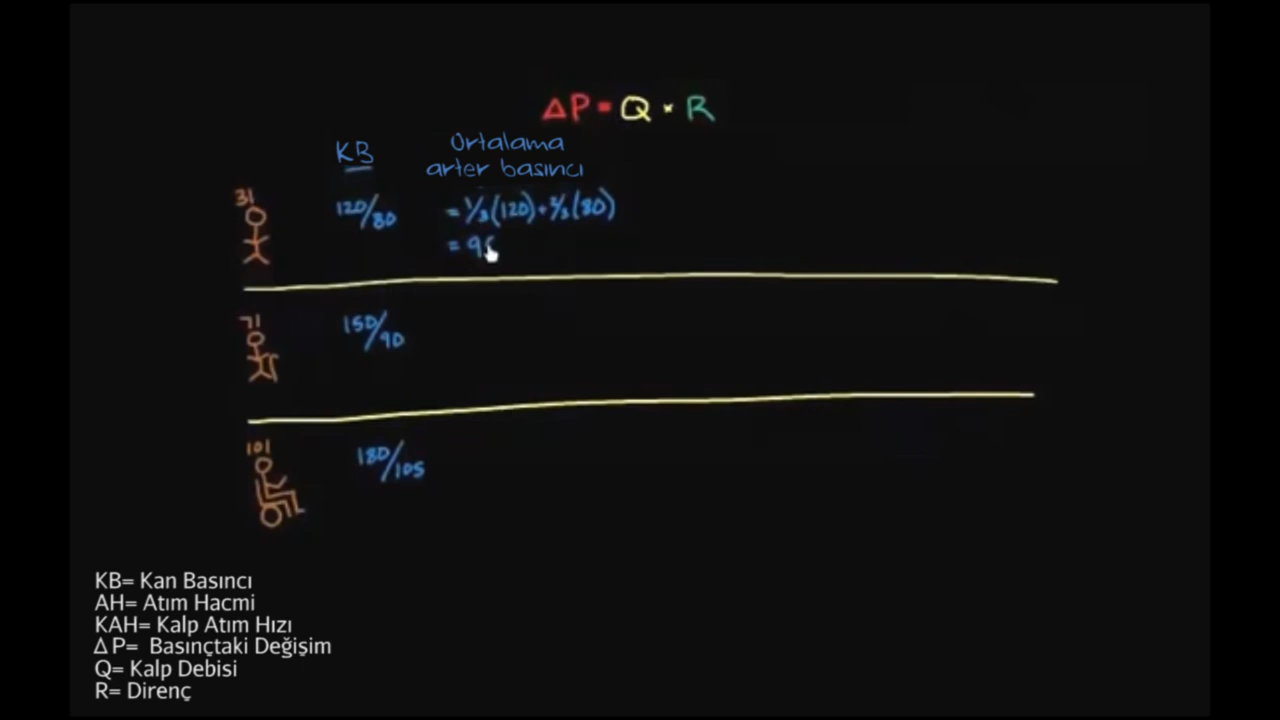 ΔP = Q * R
KB
Ortalama
arter basıncı
31
120/80
= 1/3(120) + 2/3(80)
= 9
71
150/90
101
180/105
KB= Kan Basıncı
AH= Atım Hacmi
KAH= Kalp Atım Hızı
Δ P= Basınçtaki Değişim
Q= Kalp Debisi
R= Direnç